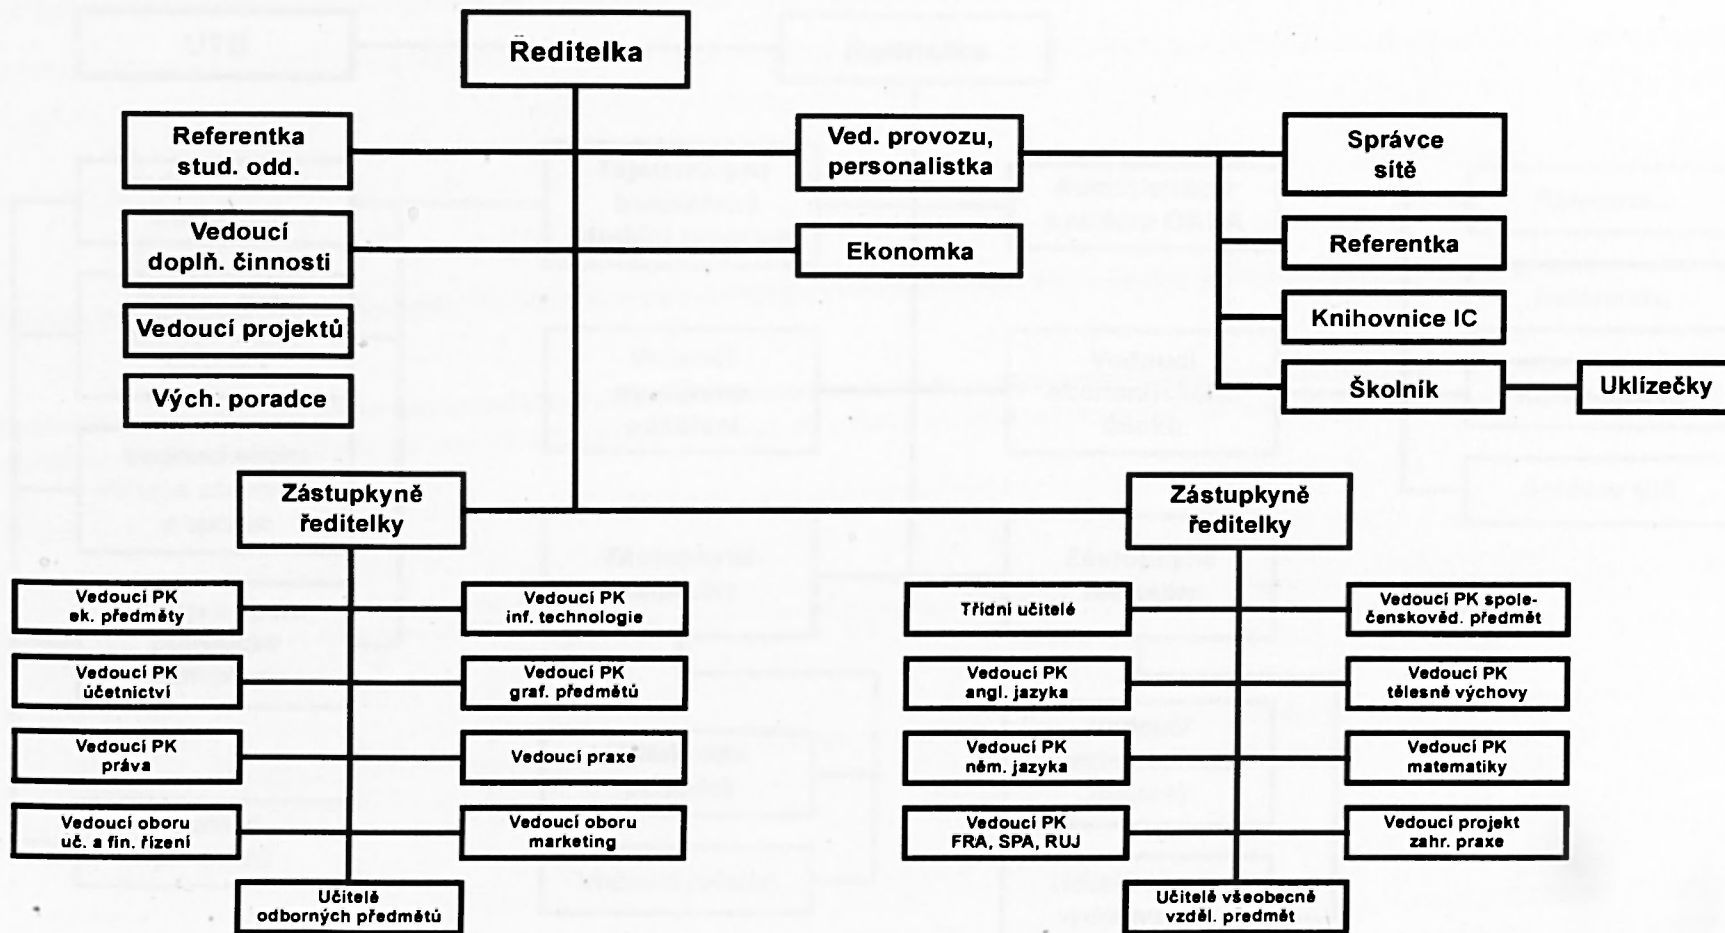 Ředitelka
Referentka
stud. odd.
Ved. provozu,
personalistka
Správce
sítě
Vedoucí
doplň. činnosti
Ekonomka
Referentka
Vedoucí projektů
Knihovnice IC
Vých. poradce
Školník
Uklízečky
Zástupkyně
ředitelky
Zástupkyně
ředitelky
Vedoucí PK
ek. předměty
Vedoucí PK
inf. technologie
Vedoucí PK
účetnictví
Vedoucí PK
graf. předmětů
Vedoucí PK
práva
Vedoucí praxe
Vedoucí oboru
uč. a fin. řízení
Vedoucí oboru
marketing
Učitelé
odborných předmětů
Třídní učitelé
Vedoucí PK spole-
čenskověd. předmět
Vedoucí PK
angl. jazyka
Vedoucí PK
tělesně výchovy
Vedoucí PK
něm. jazyka
Vedoucí PK
matematiky
Vedoucí PK
FRA, SPA, RUJ
Vedoucí projekt
zahr. praxe
Učitelé všeobecně
vzděl. předmět